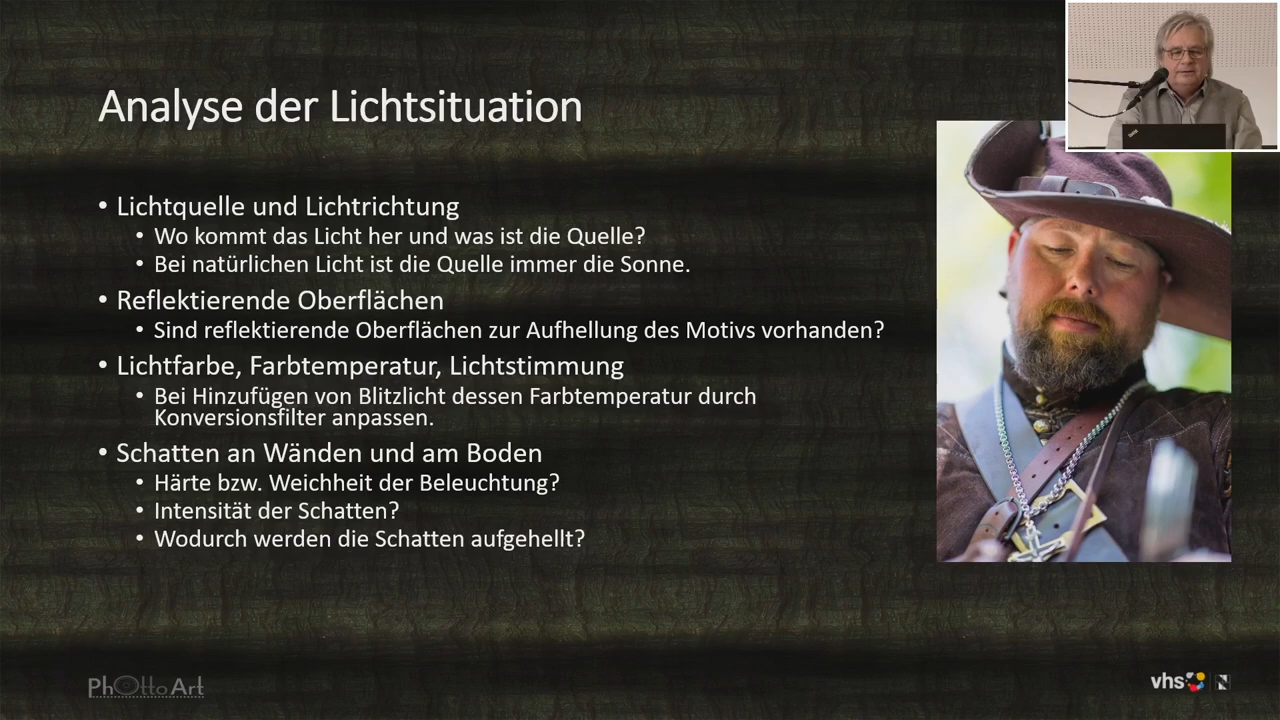 Analyse der Lichtsituation
• Lichtquelle und Lichtrichtung
• Wo kommt das Licht her und was ist die Quelle?
• Bei natürlichen Licht ist die Quelle immer die Sonne.
• Reflektierende Oberflächen
• Sind reflektierende Oberflächen zur Aufhellung des Motivs vorhanden?
• Lichtfarbe, Farbtemperatur, Lichtstimmung
• Bei Hinzufügen von Blitzlicht dessen Farbtemperatur durch
Konversionsfilter anpassen.
• Schatten an Wänden und am Boden
• Härte bzw. Weichheit der Beleuchtung?
• Intensität der Schatten?
• Wodurch werden die Schatten aufgehellt?
PhOttoArt
vhs